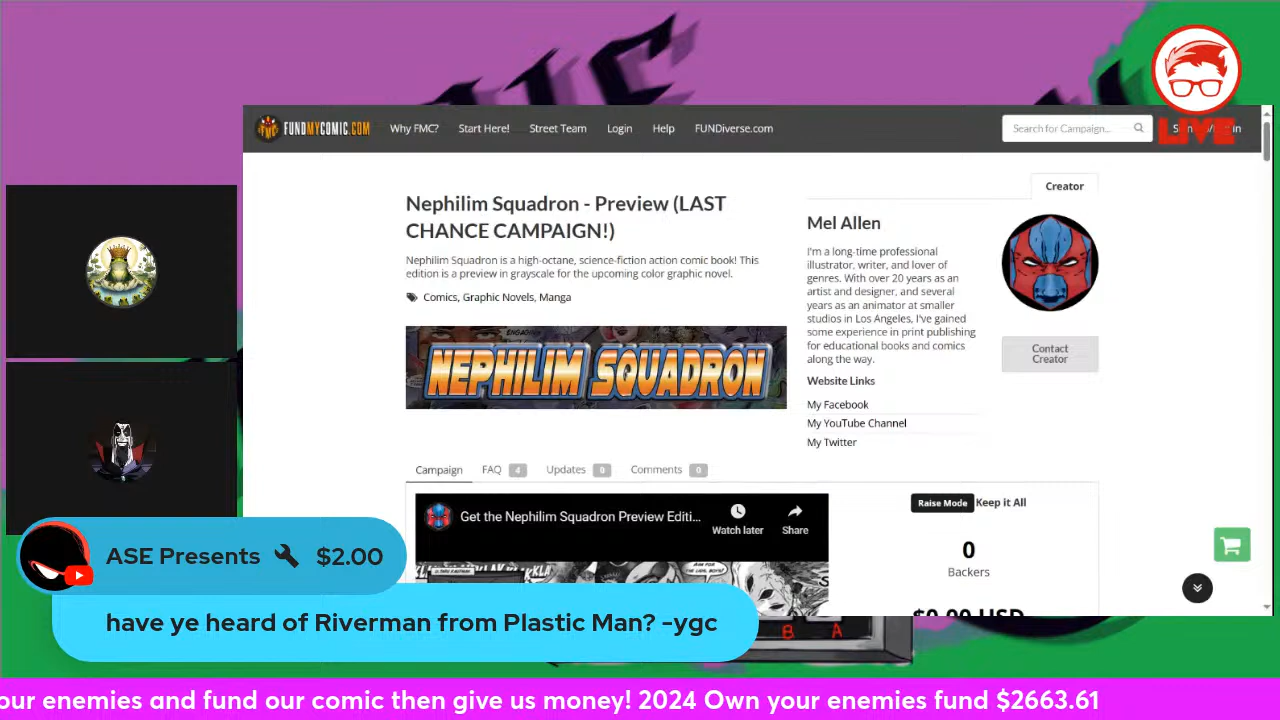 FUNDMYCOMIC.COM
Why FMC?
Start Here!
Street Team
Login
Help
FUNDiverse.com
Search for Campaign...
LIVE
Nephilim Squadron - Preview (LAST
CHANCE CAMPAIGN!)
Nephilim Squadron is a high-octane, science-fiction action comic book! This
edition is a preview in grayscale for the upcoming color graphic novel.
Comics, Graphic Novels, Manga
NEPHILIM SQUADRON
Creator
Mel Allen
I'm a long-time professional
illustrator, writer, and lover of
genres. With over 20 years as an
artist and designer, and several
years as an animator at smaller
studios in Los Angeles, I've gained
some experience in print publishing
for educational books and comics
along the way.
Contact
Creator
Website Links
My Facebook
My YouTube Channel
My Twitter
Campaign
FAQ 4
Updates 0
Comments 0
Get the Nephilim Squadron Preview Editi...
Watch later
Share
Raise Mode Keep it All
0
Backers
$0.00 USD
ASE Presents $2.00
have ye heard of Riverman from Plastic Man? -ygc
B A
our enemies and fund our comic then give us money! 2024 Own your enemies fund $2663.61